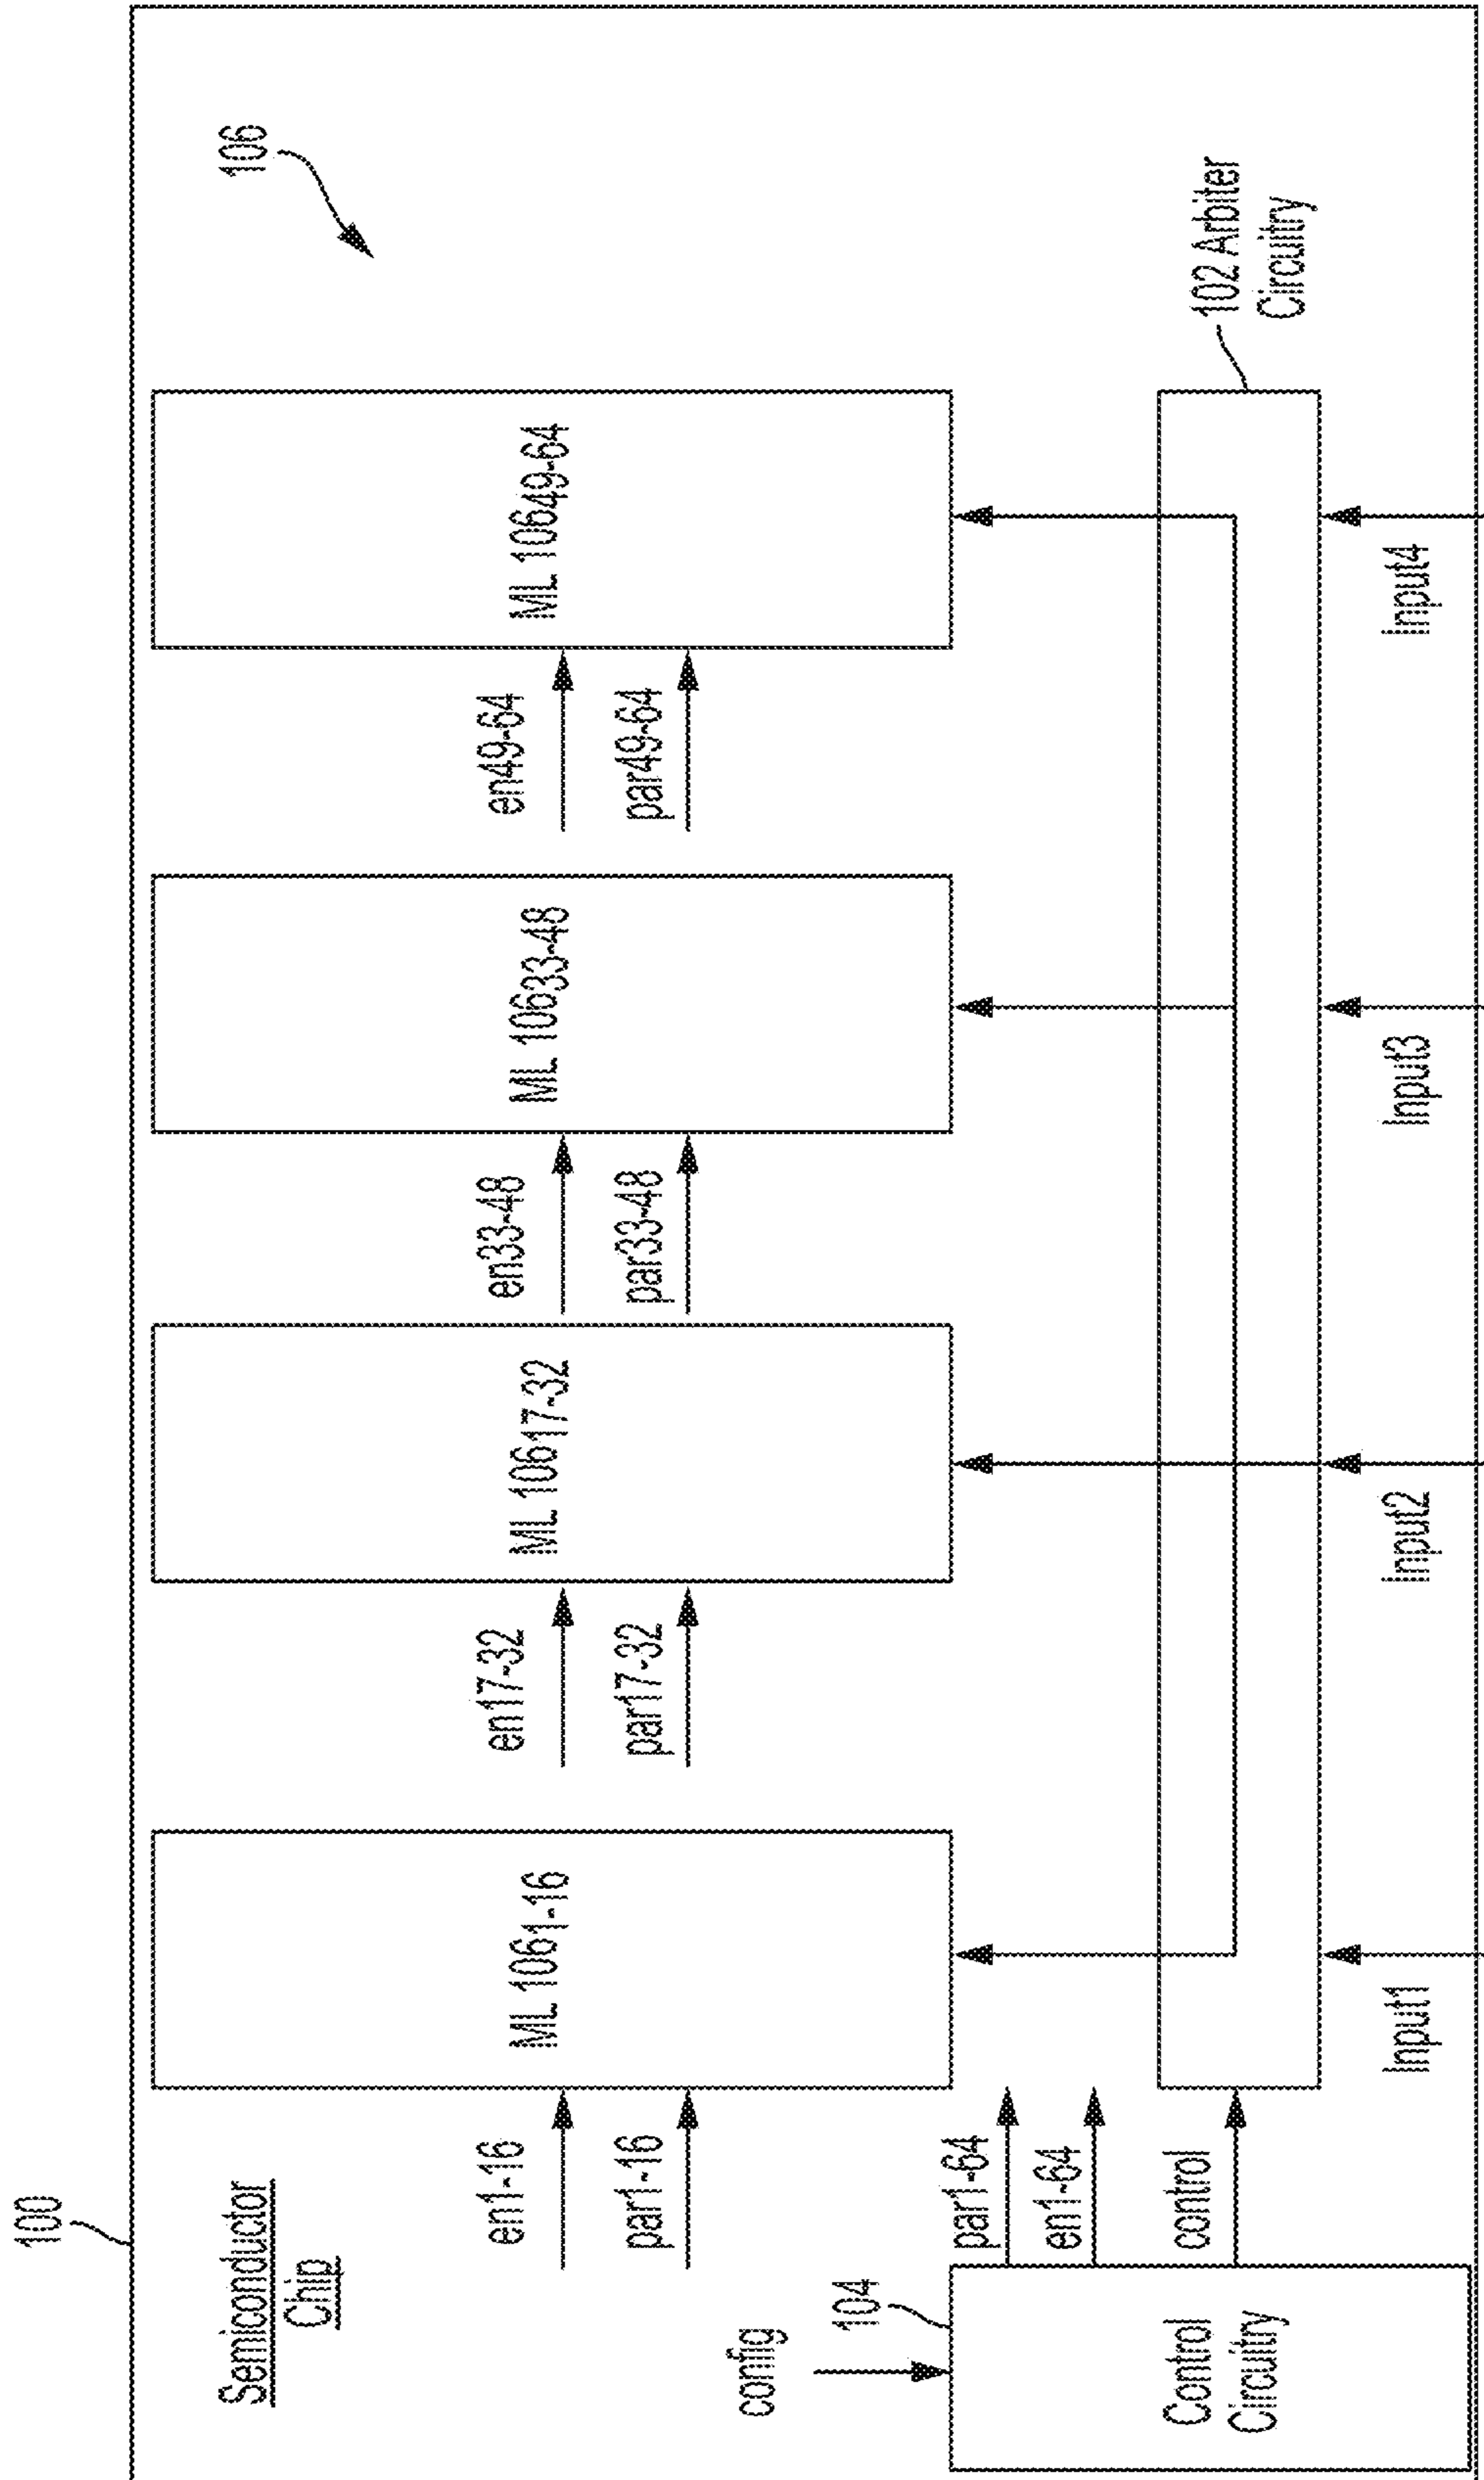 100
Semiconductor
Chip
106
en1-16
par1-16
ML 1061-16
en17-32
par17-32
ML 10617-32
en33-48
par33-48
ML 10633-48
en49-64
par49-64
ML 10649-64
config
104
Control
Circuitry
par1-64
en1-64
control
102 Arbiter
Circuitry
Input1
Input2
Input3
Input4